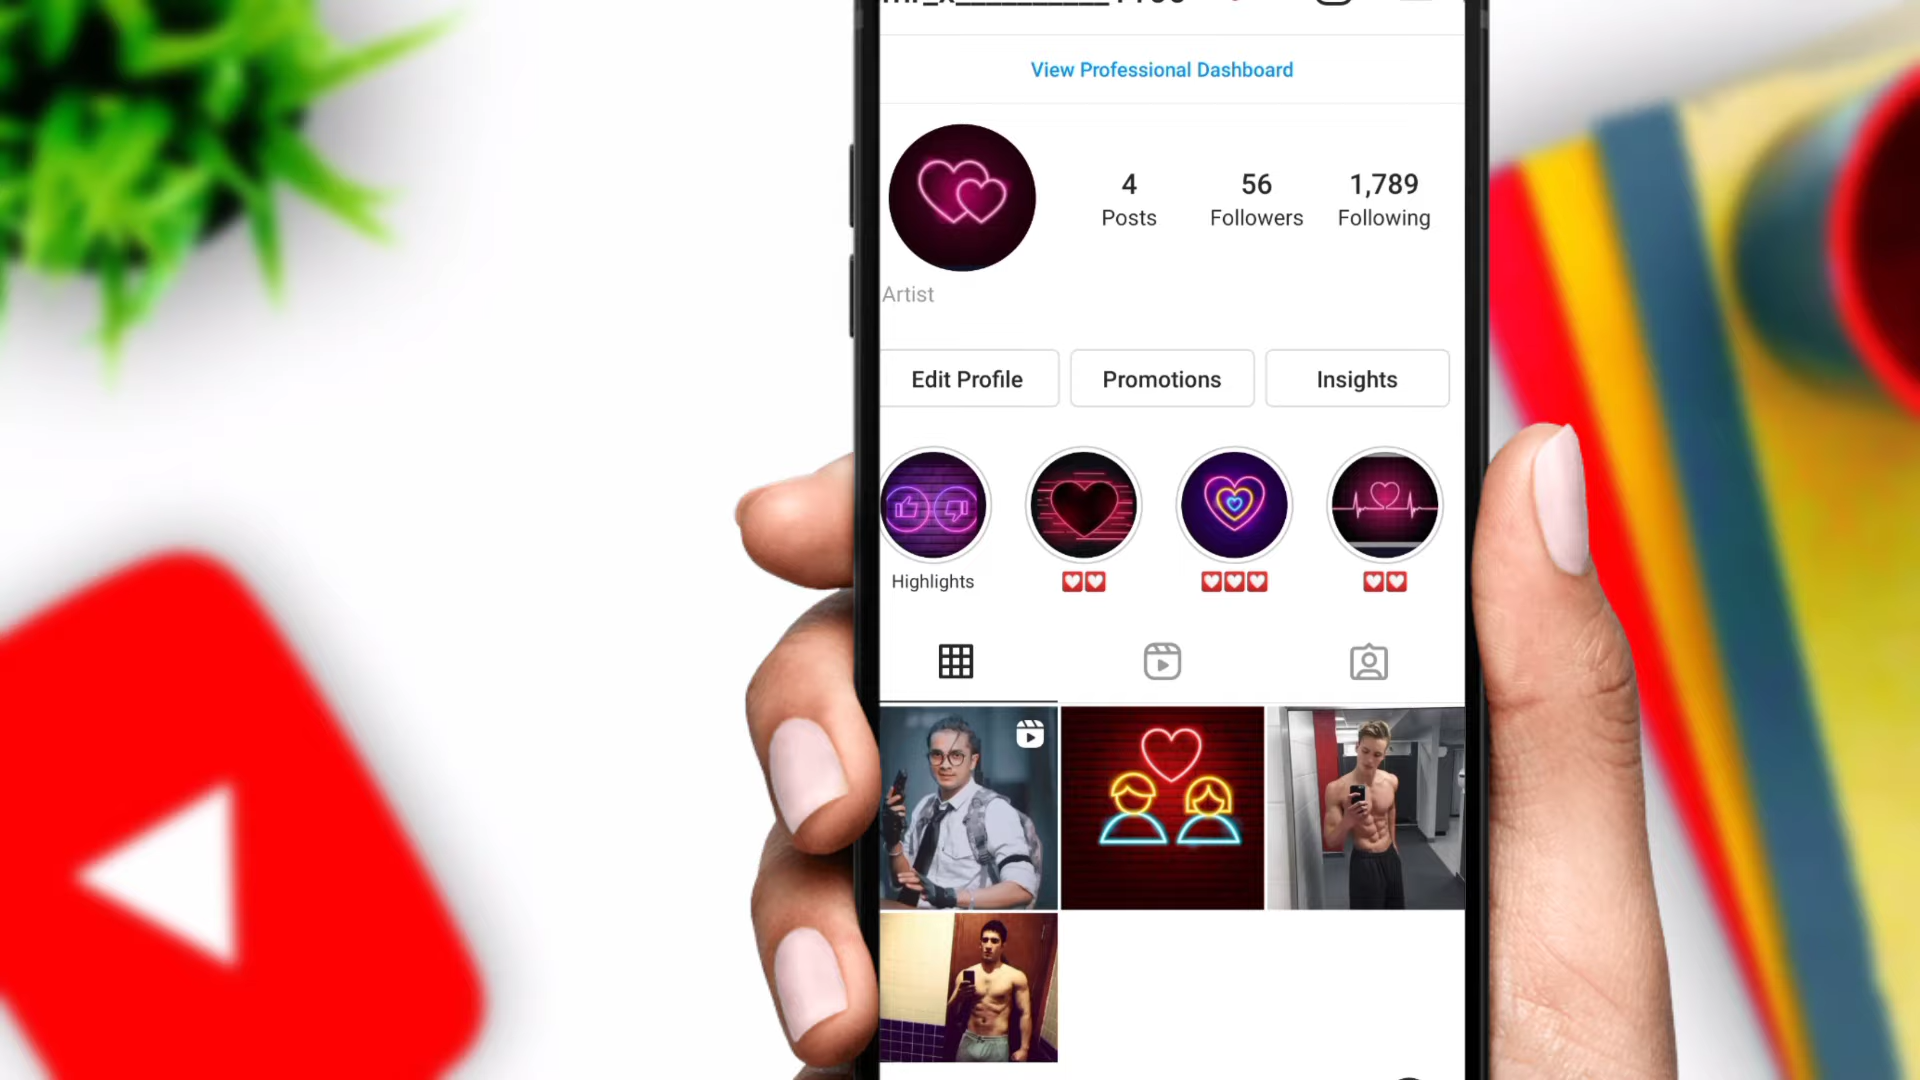 View Professional Dashboard
4
56
1,789
Posts
Followers
Following
Artist
Edit Profile
Promotions
Insights
Highlights